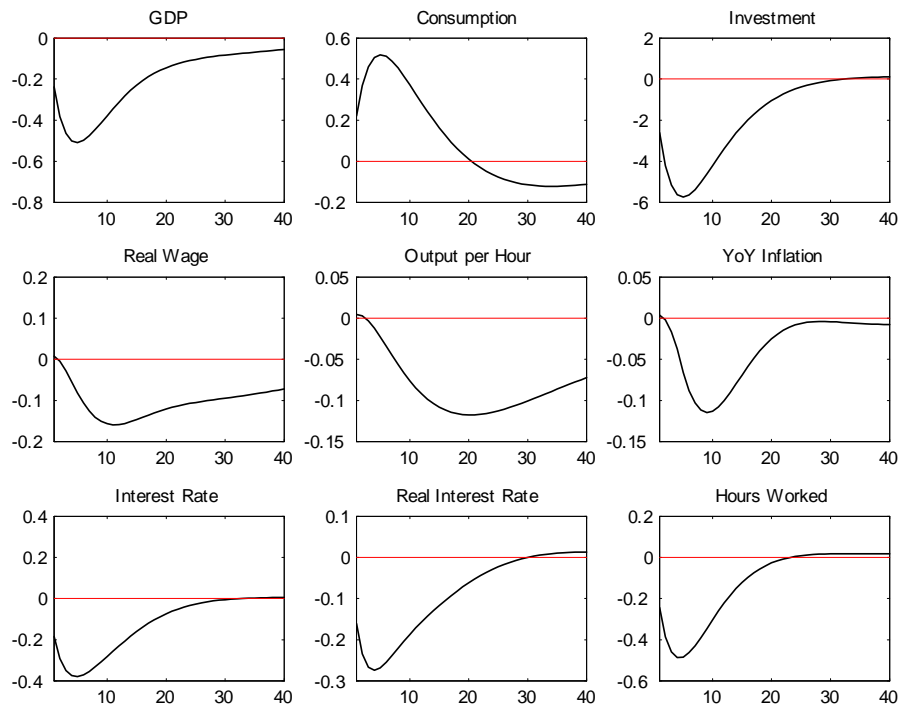 GDP
Consumption
Investment
0
-0.2
-0.4
-0.6
-0.8
10 20 30 40
0.6
0.4
0.2
0
-0.2
10 20 30 40
2
0
-2
-4
-6
10 20 30 40
Real Wage
Output per Hour
YoY Inflation
0.2
0.1
0
-0.1
-0.2
10 20 30 40
0.05
0
-0.05
-0.1
-0.15
10 20 30 40
0.05
0
-0.05
-0.1
-0.15
10 20 30 40
Interest Rate
Real Interest Rate
Hours Worked
0.4
0.2
0
-0.2
-0.4
10 20 30 40
0.1
0
-0.1
-0.2
-0.3
10 20 30 40
0.2
0
-0.2
-0.4
-0.6
10 20 30 40